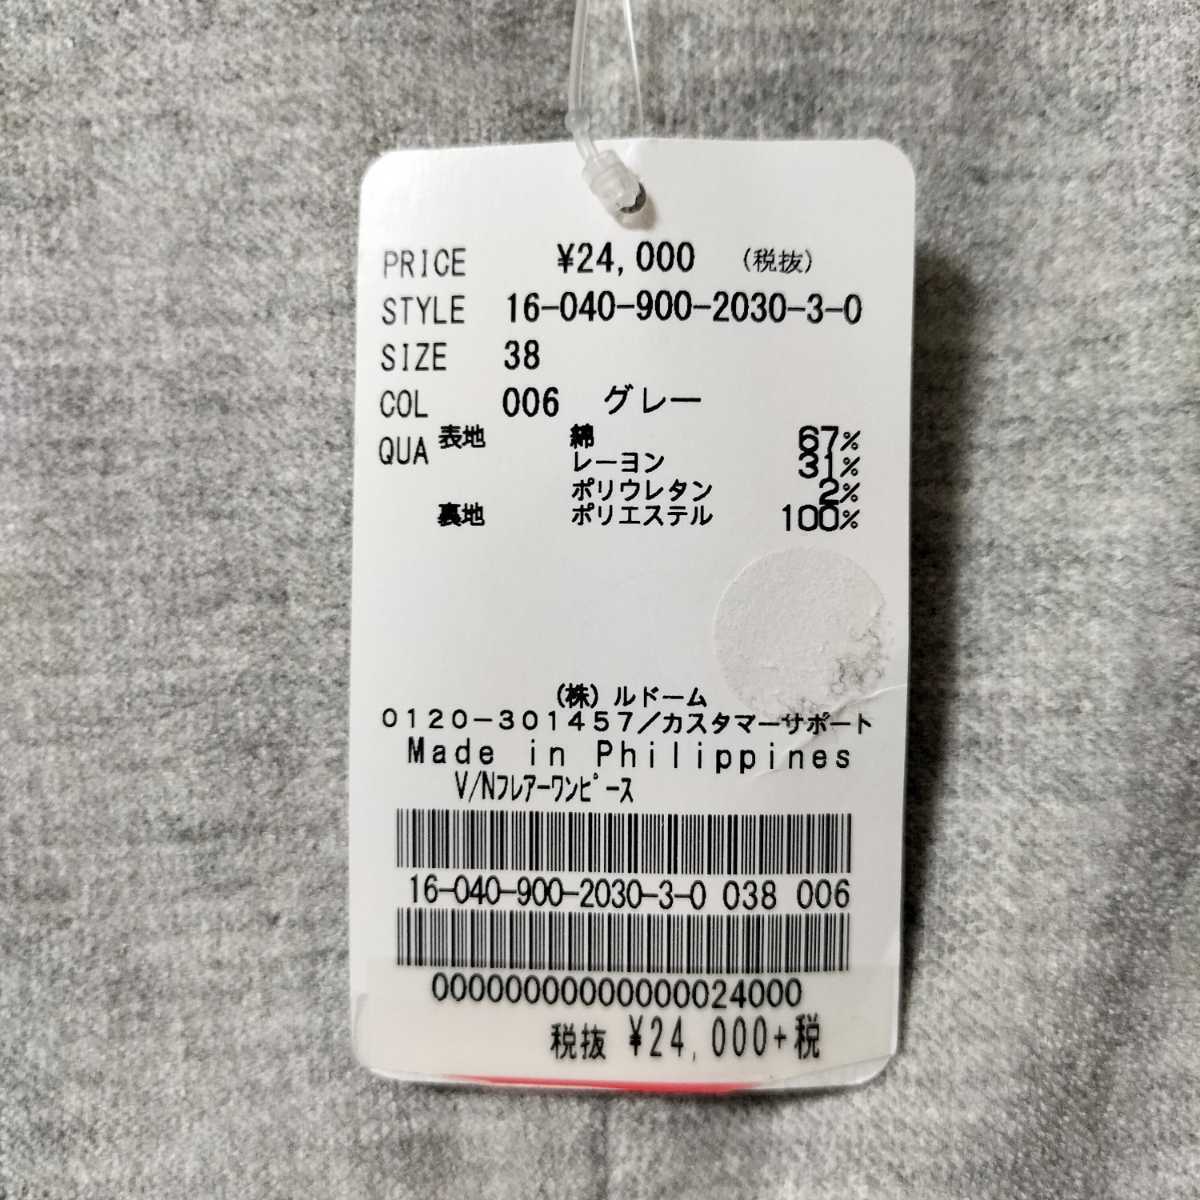 PRICE ¥24,000 (税抜)
STYLE 16-040-900-2030-3-0
SIZE 38
COL 006 グレー
QUA 表地 綿 67%
レーヨン 31%
ポリウレタン 2%
裏地 ポリエステル 100%
(株)ルドーム
0120-301457/カスタマーサポート
Made in Philippines
V/Nﾌﾚｱｰﾜﾝﾋﾟｰｽ
16-040-900-2030-3-0 038 006
00000000000000024000
税抜 ¥24,000+税